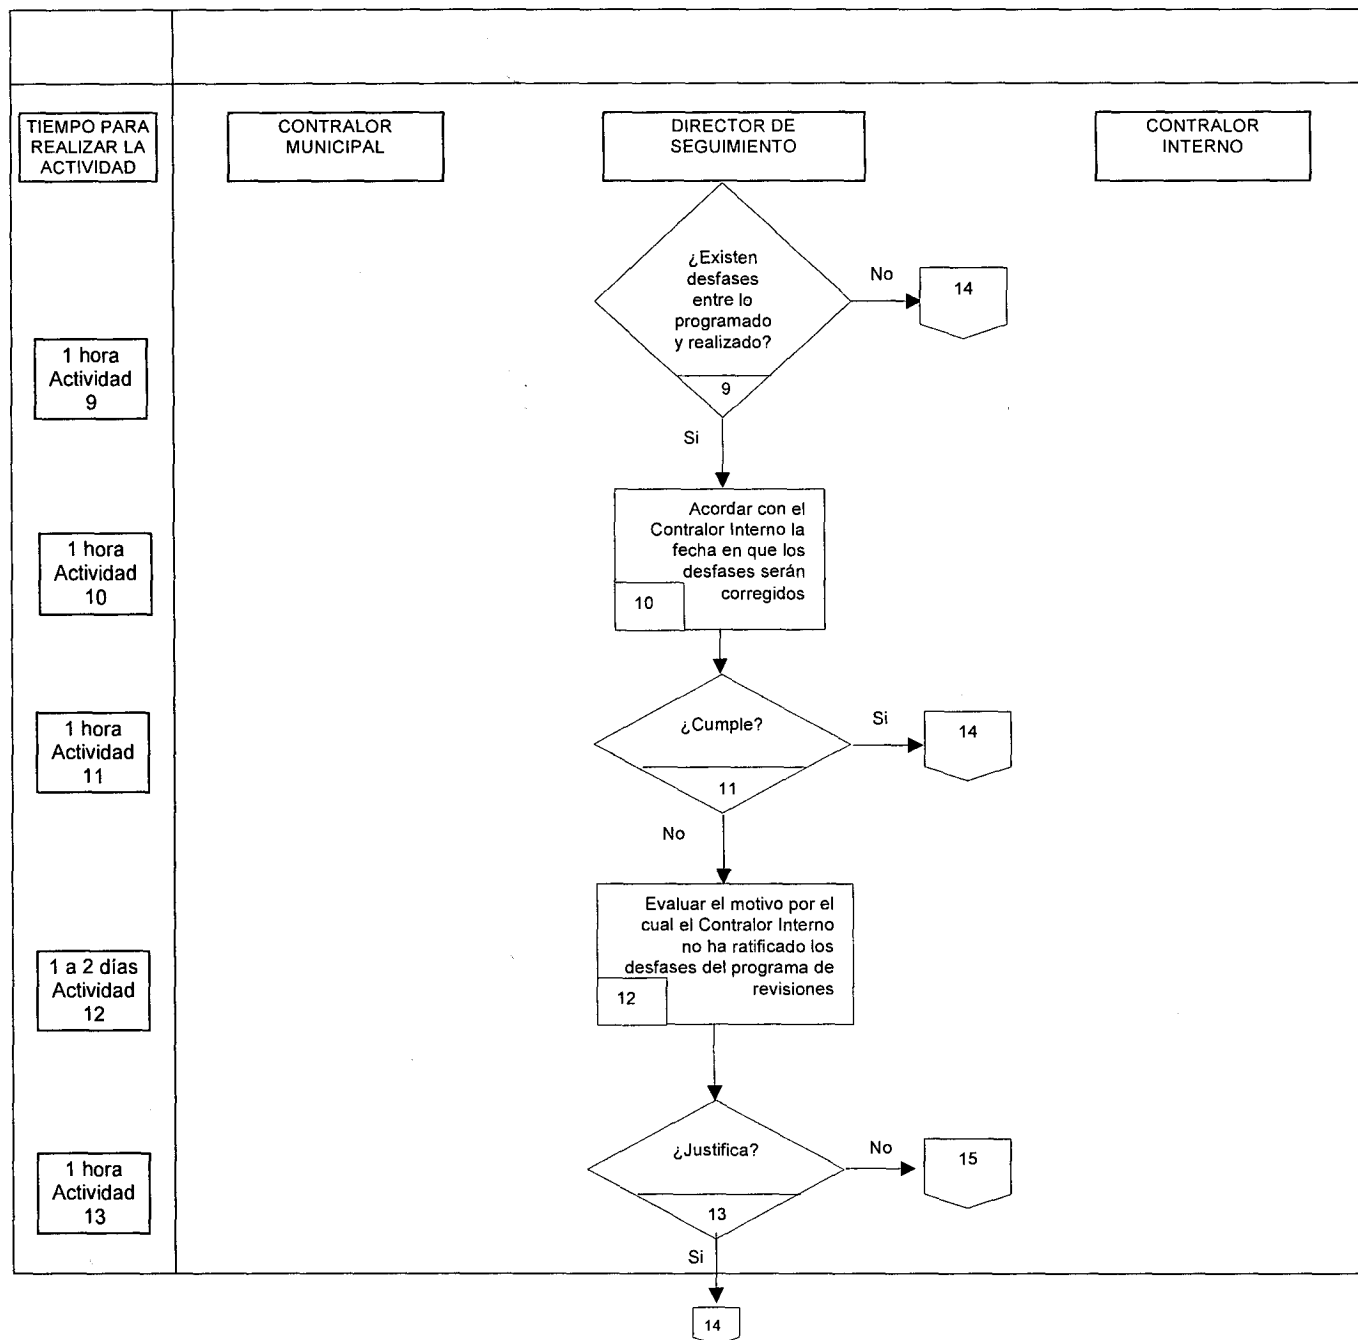 TIEMPO PARA
REALIZAR LA
ACTIVIDAD
CONTRALOR
MUNICIPAL
DIRECTOR DE
SEGUIMIENTO
CONTRALOR
INTERNO
¿Existen
desfases
entre lo
programado
y realizado?
9
No
14
1 hora
Actividad
9
Si
Acordar con el
Contralor Interno la
fecha en que los
desfases serán
corregidos
10
1 hora
Actividad
10
¿Cumple?
11
Si
14
1 hora
Actividad
11
No
Evaluar el motivo por el
cual el Contralor Interno
no ha ratificado los
desfases del programa de
revisiones
12
1 a 2 días
Actividad
12
¿Justifica?
13
No
15
1 hora
Actividad
13
Si
14